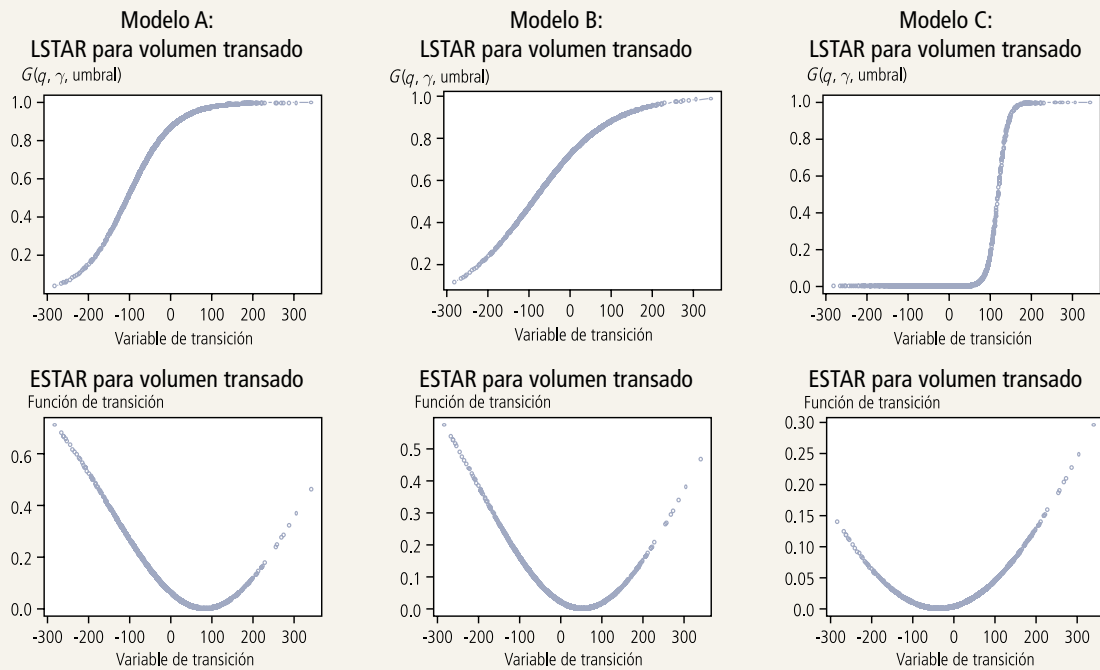 Modelo A:
LSTAR para volumen transado
G(q, γ, umbral)
1.0
0.8
0.6
0.4
0.2
-300 -200 -100 0 100 200 300
Variable de transición
Modelo B:
LSTAR para volumen transado
G(q, γ, umbral)
1.0
0.8
0.6
0.4
0.2
-300 -200 -100 0 100 200 300
Variable de transición
Modelo C:
LSTAR para volumen transado
G(q, γ, umbral)
1.0
0.8
0.6
0.4
0.2
0.0
-300 -200 -100 0 100 200 300
Variable de transición
ESTAR para volumen transado
Función de transición
0.6
0.4
0.2
0.0
-300 -200 -100 0 100 200 300
Variable de transición
ESTAR para volumen transado
Función de transición
0.5
0.4
0.3
0.2
0.1
0.0
-300 -200 -100 0 100 200 300
Variable de transición
ESTAR para volumen transado
Función de transición
0.30
0.25
0.20
0.15
0.10
0.05
0.00
-300 -200 -100 0 100 200 300
Variable de transición